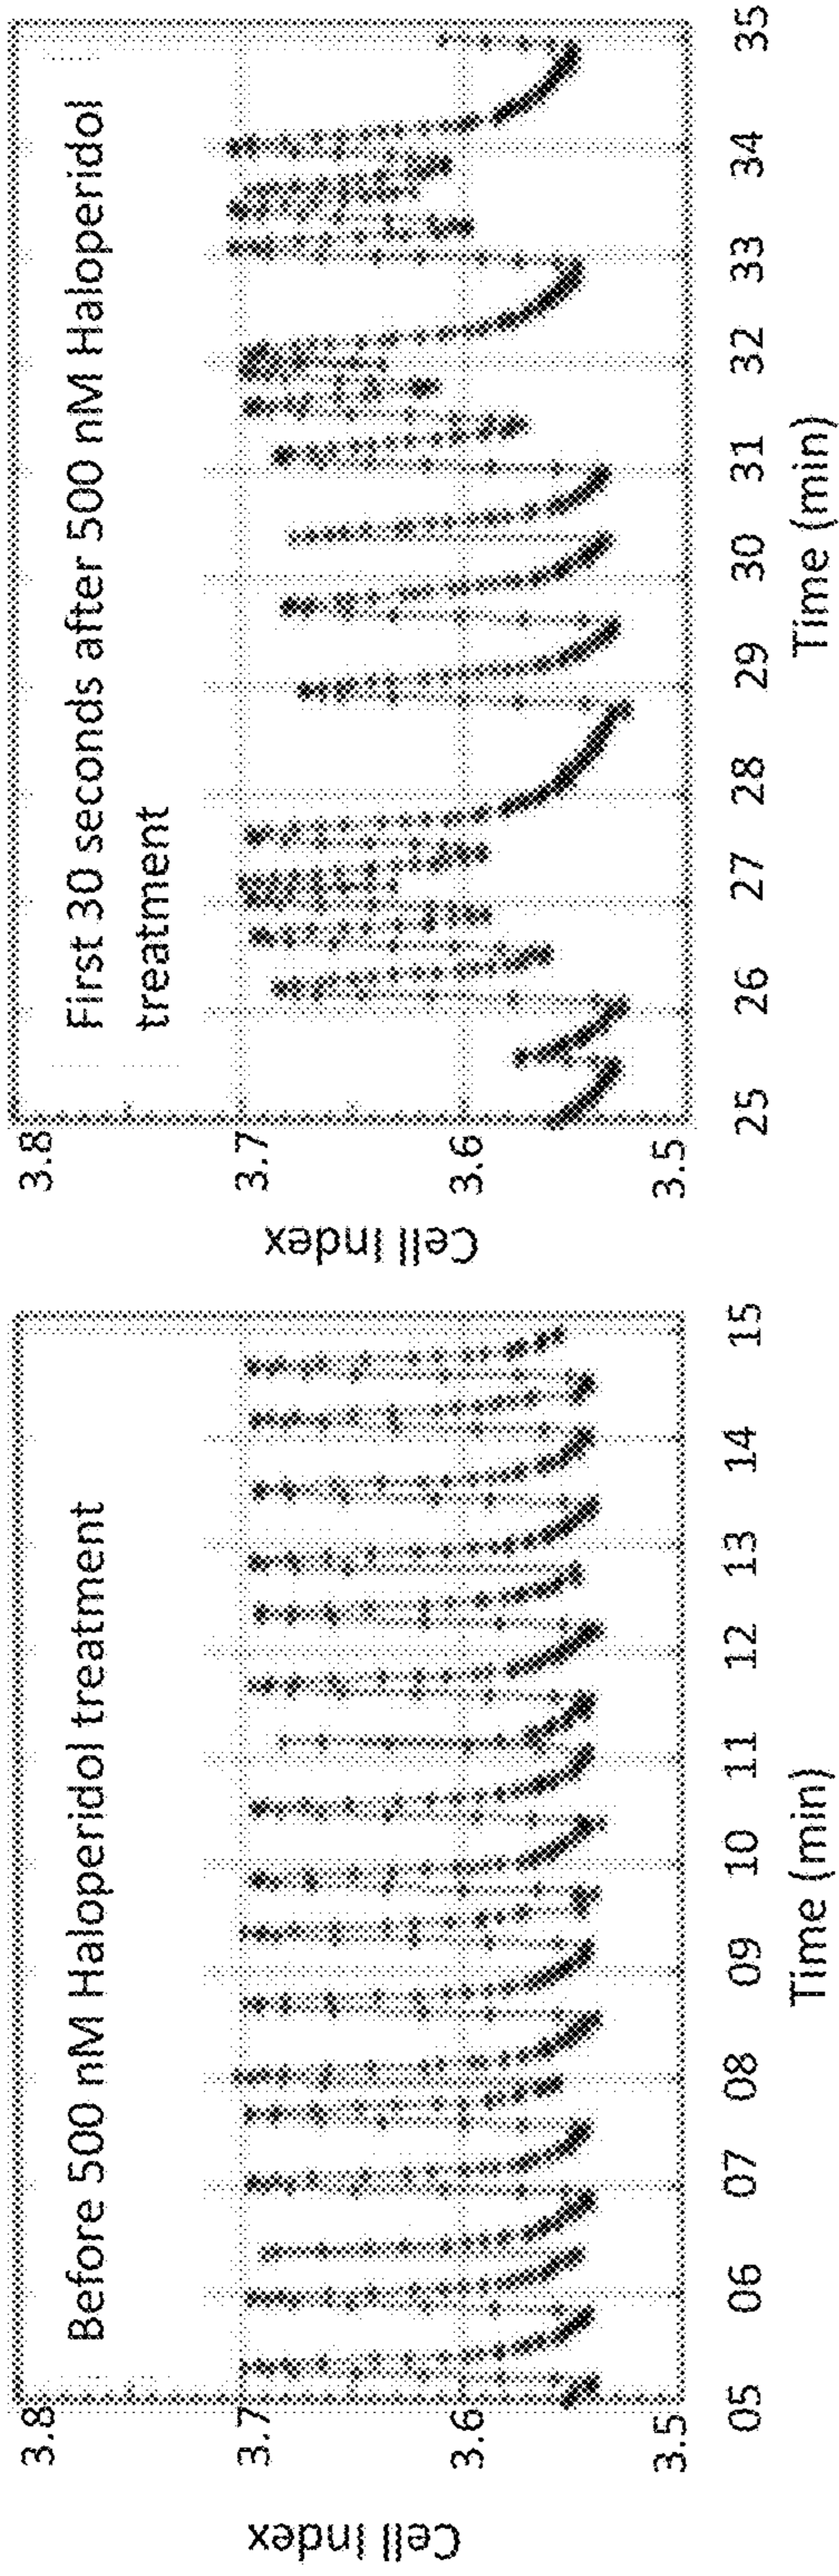 Before 500 nM Haloperidol treatment
3.8
3.7
3.6
3.5
Cell Index
05 06 07 08 09 10 11 12 13 14 15
Time (min)
First 30 seconds after 500 nM Haloperidol
treatment
3.8
3.7
3.6
3.5
Cell Index
25 26 27 28 29 30 31 32 33 34 35
Time (min)